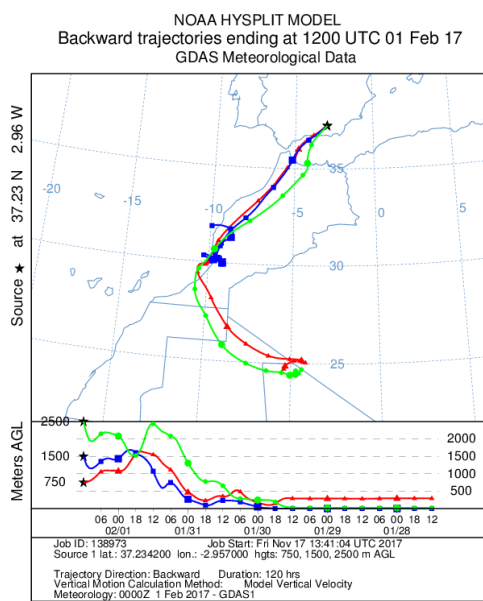 NOAA HYSPLIT MODEL
Backward trajectories ending at 1200 UTC 01 Feb 17
GDAS Meteorological Data
Source ★ at 37.23 N 2.96 W
-20
-15
-10
-5
0
5
35
30
25
Meters AGL
2500
1500
750
2000
1500
1000
500
06 00 18 12 06 00 18 12 06 00 18 12 06 00 18 12 06 00 18 12
02/01 01/31 01/30 01/29 01/28
Job ID: 138973 Job Start: Fri Nov 17 13:41:04 UTC 2017
Source 1 lat.: 37.234200 lon.: -2.957000 hgts: 750, 1500, 2500 m AGL
Trajectory Direction: Backward Duration: 120 hrs
Vertical Motion Calculation Method: Model Vertical Velocity
Meteorology: 0000Z 1 Feb 2017 - GDAS1